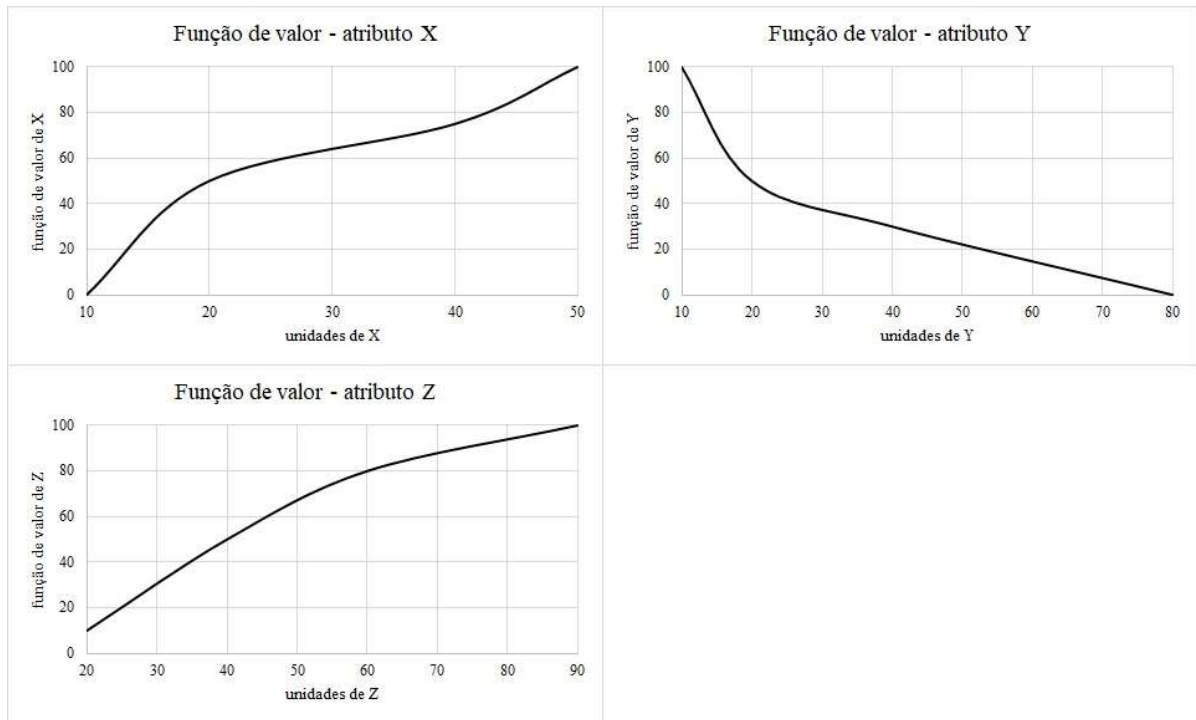 Função de valor - atributo X
função de valor de X
100
80
60
40
20
0
10 20 30 40 50
unidades de X
Função de valor - atributo Y
função de valor de Y
100
80
60
40
20
0
10 20 30 40 50 60 70 80
unidades de Y
Função de valor - atributo Z
função de valor de Z
100
80
60
40
20
0
20 30 40 50 60 70 80 90
unidades de Z